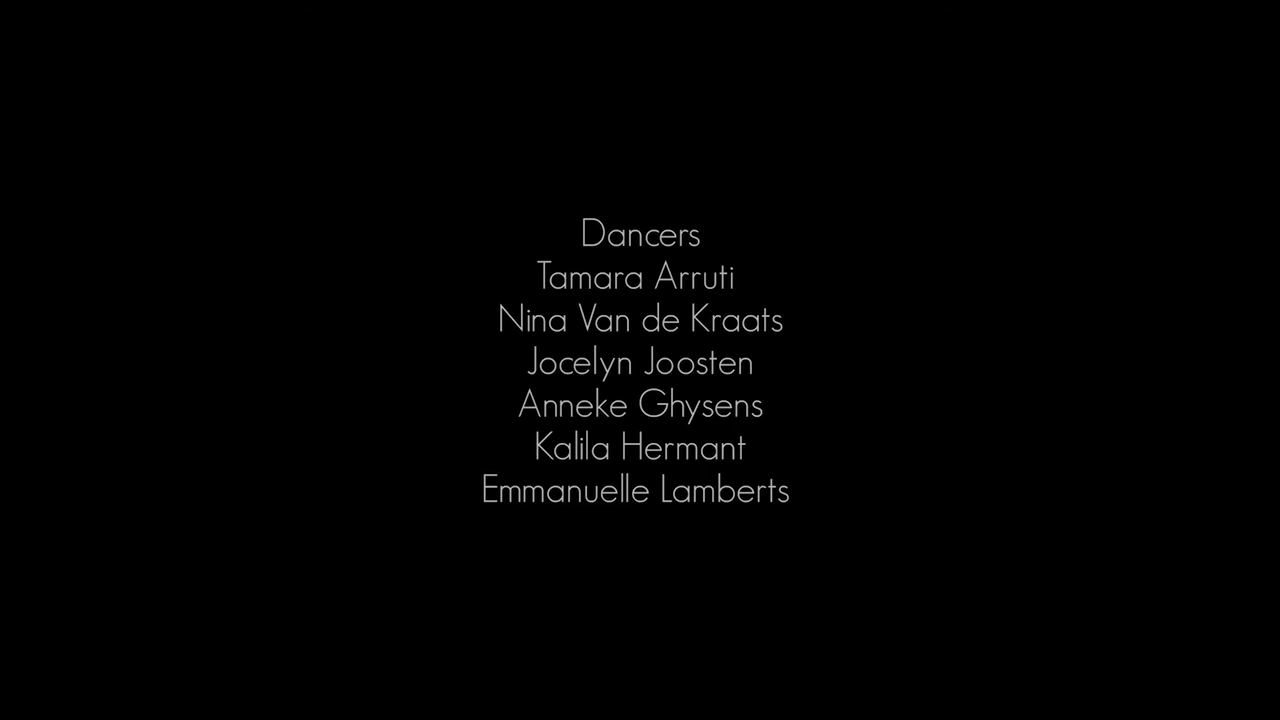 Dancers
Tamara Arruti
Nina Van de Kraats
Jocelyn Joosten
Anneke Ghysens
Kalila Hermant
Emmanuelle Lamberts